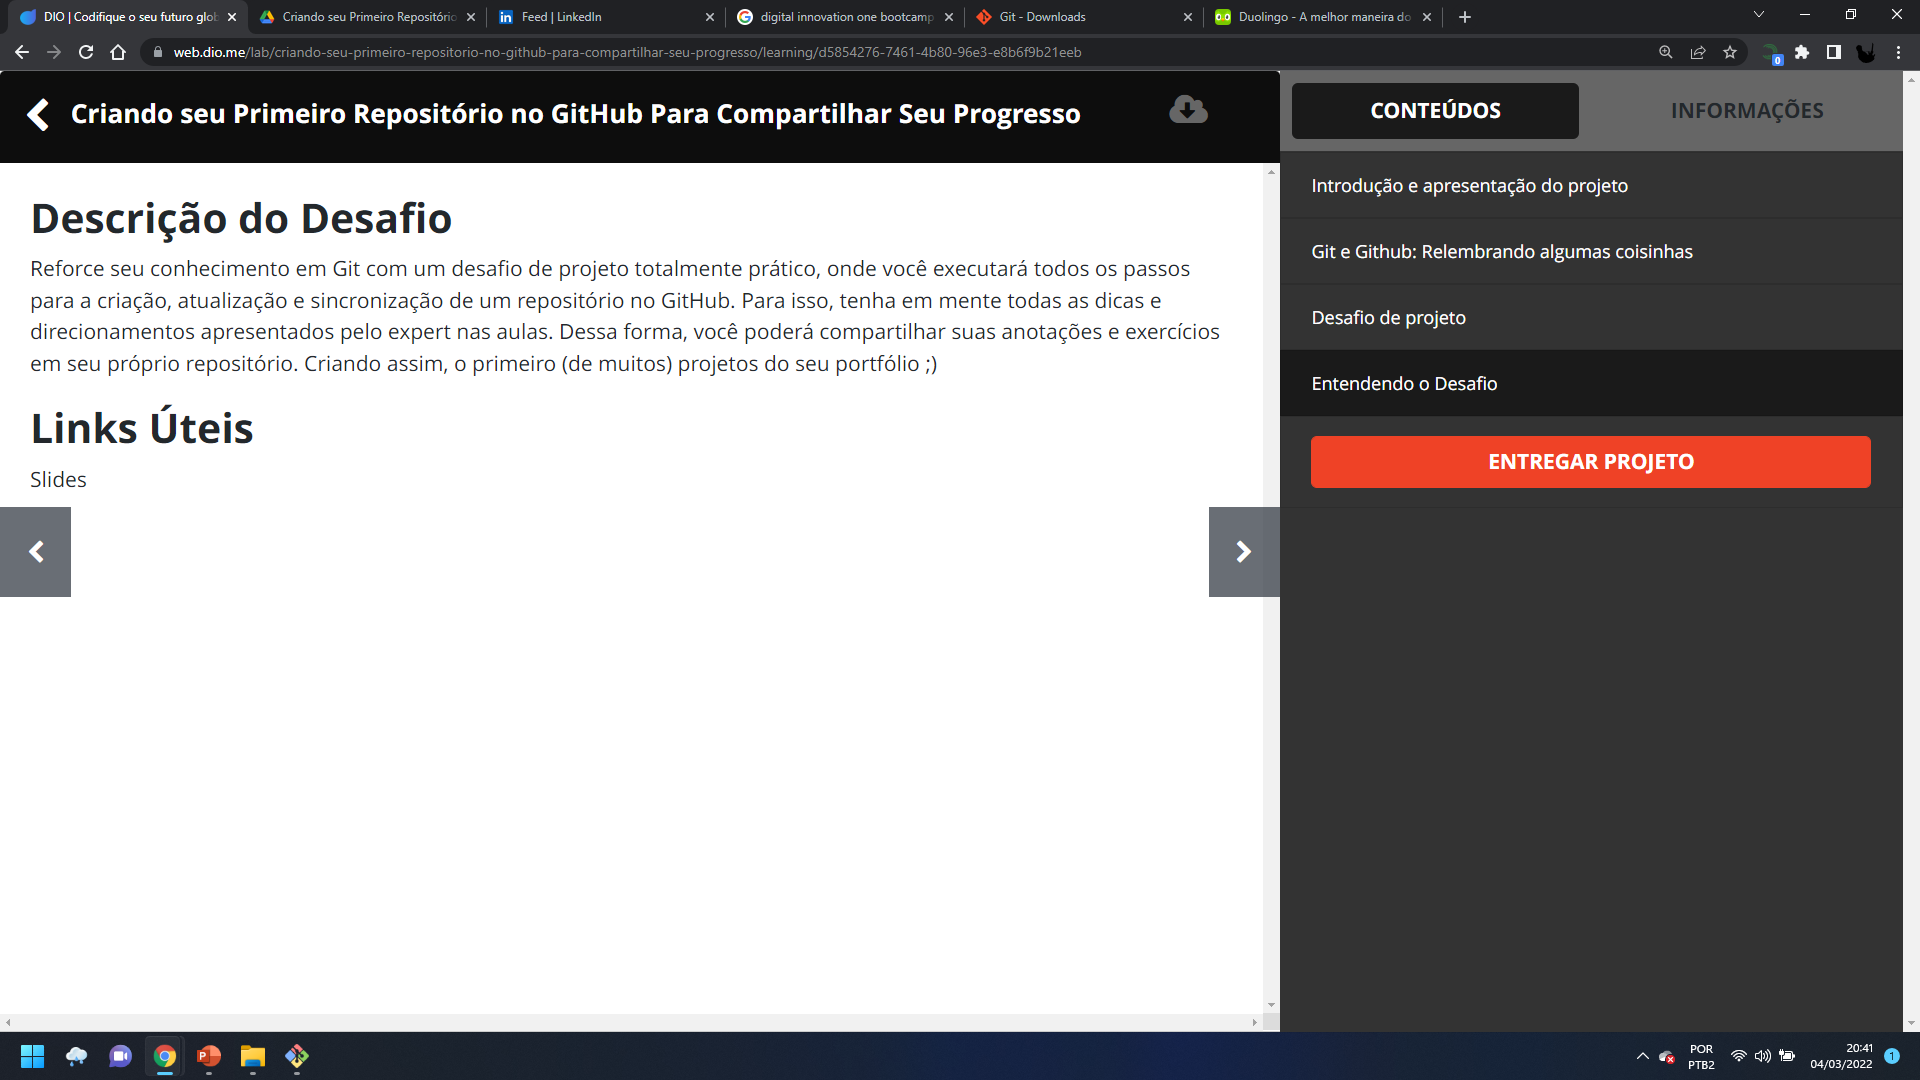 DIO | Codifique o seu futuro glob
Criando seu Primeiro Repositório
Feed | LinkedIn
digital innovation one bootcamp
Git - Downloads
Duolingo - A melhor maneira do
web.dio.me/lab/criando-seu-primeiro-repositorio-no-github-para-compartilhar-seu-progresso/learning/d5854276-7461-4b80-96e3-e8b6f9b21eeb
0
Criando seu Primeiro Repositório no GitHub Para Compartilhar Seu Progresso
Descrição do Desafio
Reforce seu conhecimento em Git com um desafio de projeto totalmente prático, onde você executará todos os passos
para a criação, atualização e sincronização de um repositório no GitHub. Para isso, tenha em mente todas as dicas e
direcionamentos apresentados pelo expert nas aulas. Dessa forma, você poderá compartilhar suas anotações e exercícios
em seu próprio repositório. Criando assim, o primeiro (de muitos) projetos do seu portfólio ;)
Links Úteis
Slides
CONTEÚDOS
INFORMAÇÕES
Introdução e apresentação do projeto
Git e Github: Relembrando algumas coisinhas
Desafio de projeto
Entendendo o Desafio
ENTREGAR PROJETO
POR
PTB2
20:41
04/03/2022
1